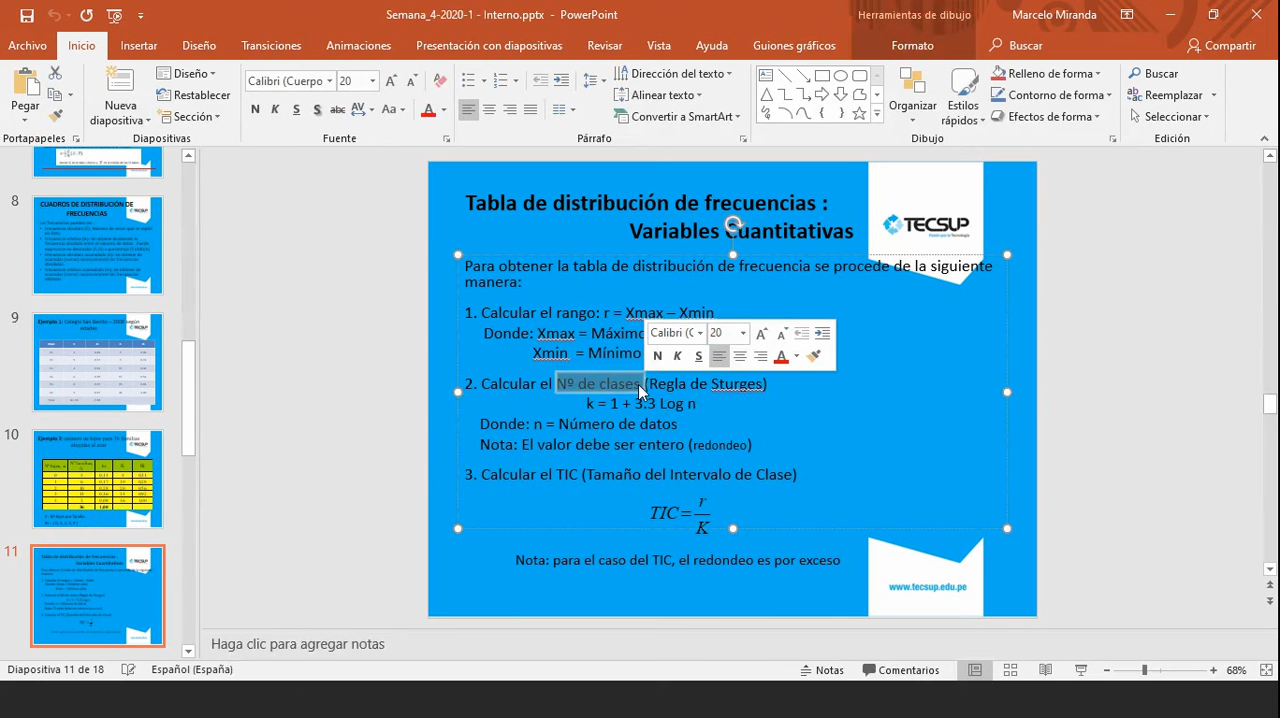 Semana_4-2020-1 - Interno.pptx - PowerPoint
Herramientas de dibujo
Marcelo Miranda
Archivo Inicio Insertar Diseño Transiciones Animaciones Presentación con diapositivas Revisar Vista Ayuda Guiones gráficos Formato Buscar Compartir
Pegar
Portapapeles
Nueva diapositiva
Diseño
Restablecer
Sección
Diapositivas
Calibri (Cuerpo 20
N K S S abc AV Aa A
Fuente
Dirección del texto
Alinear texto
Convertir a SmartArt
Párrafo
Organizar
Estilos rápidos
Relleno de forma
Contorno de forma
Efectos de forma
Dibujo
Buscar
Reemplazar
Seleccionar
Edición
8
CUADROS DE DISTRIBUCIÓN DE
FRECUENCIAS
9
10
11
Tabla de distribución de frecuencias :
Variables Cuantitativas
TECSUP
Para obtener la tabla de distribución de frecuencia se procede de la siguiente
manera:
1. Calcular el rango: r = Xmax – Xmin
Donde: Xmax = Máximo
Xmin = Mínimo
Calibri (C 20
N K S A
2. Calcular el Nº de clases (Regla de Sturges)
k = 1 + 3.3 Log n
Donde: n = Número de datos
Nota: El valor debe ser entero (redondeo)
3. Calcular el TIC (Tamaño del Intervalo de Clase)
TIC = r / K
Nota: para el caso del TIC, el redondeo es por exceso
www.tecsup.edu.pe
Haga clic para agregar notas
Diapositiva 11 de 18 Español (España) Notas Comentarios 68%